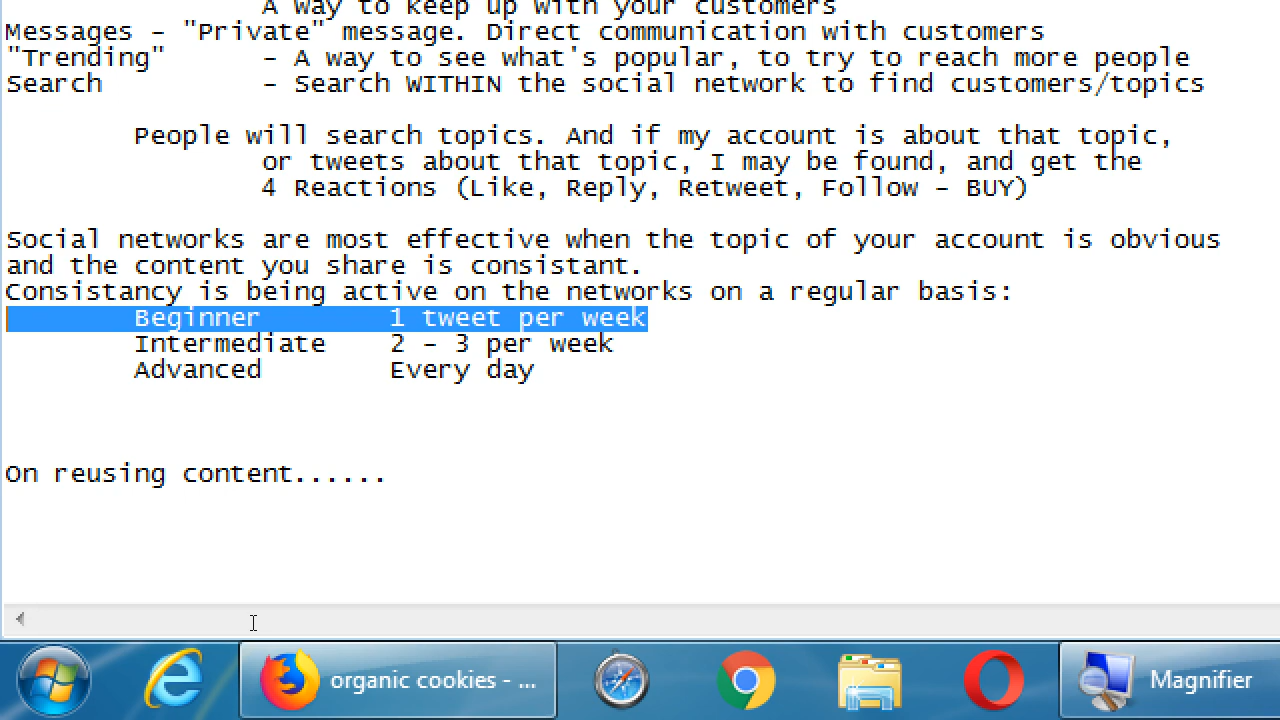 A way to keep up with your customers
Messages - "Private" message. Direct communication with customers
"Trending" - A way to see what's popular, to try to reach more people
Search - Search WITHIN the social network to find customers/topics
People will search topics. And if my account is about that topic,
or tweets about that topic, I may be found, and get the
4 Reactions (Like, Reply, Retweet, Follow - BUY)
Social networks are most effective when the topic of your account is obvious
and the content you share is consistant.
Consistancy is being active on the networks on a regular basis:
Beginner 1 tweet per week
Intermediate 2 - 3 per week
Advanced Every day
On reusing content......
organic cookies - ...
Magnifier